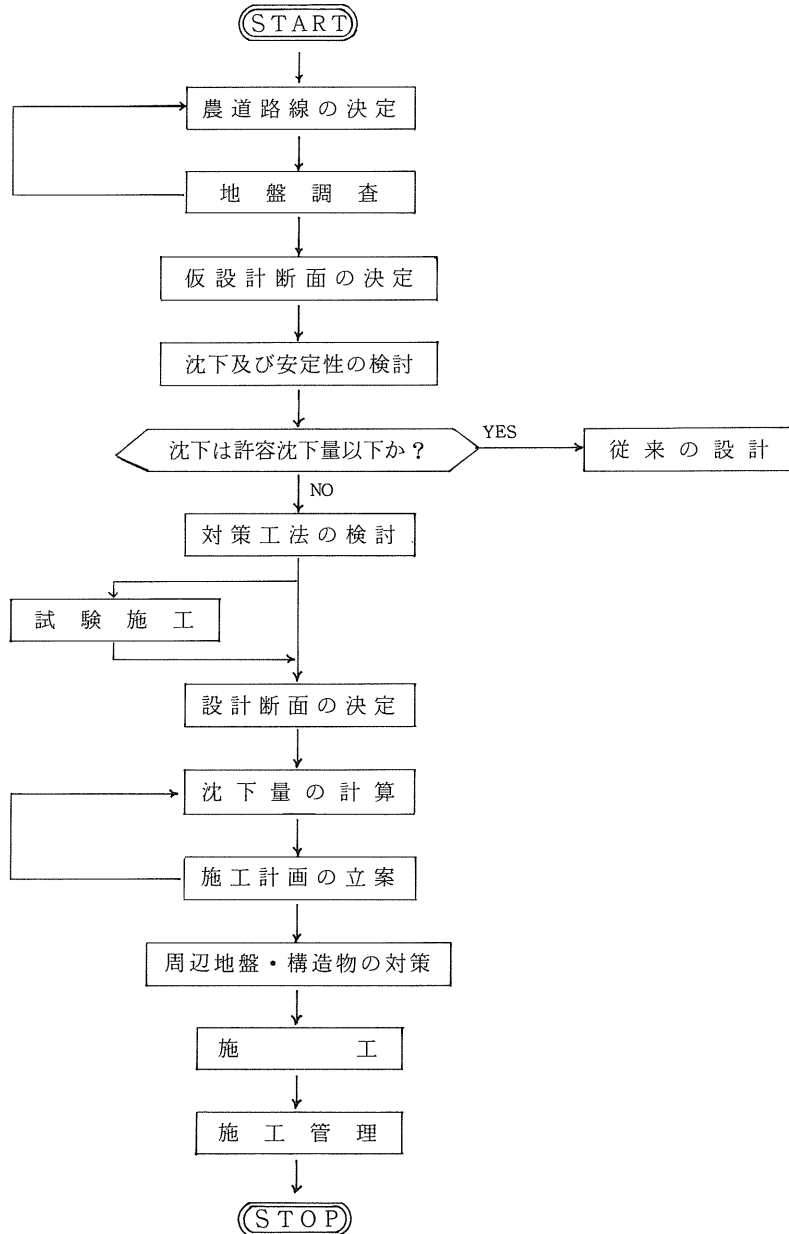 START
農道路線の決定
地盤調査
仮設計断面の決定
沈下及び安定性の検討
沈下は許容沈下量以下か?
YES
従来の設計
NO
対策工法の検討
試験施工
設計断面の決定
沈下量の計算
施工計画の立案
周辺地盤・構造物の対策
施工
施工管理
STOP